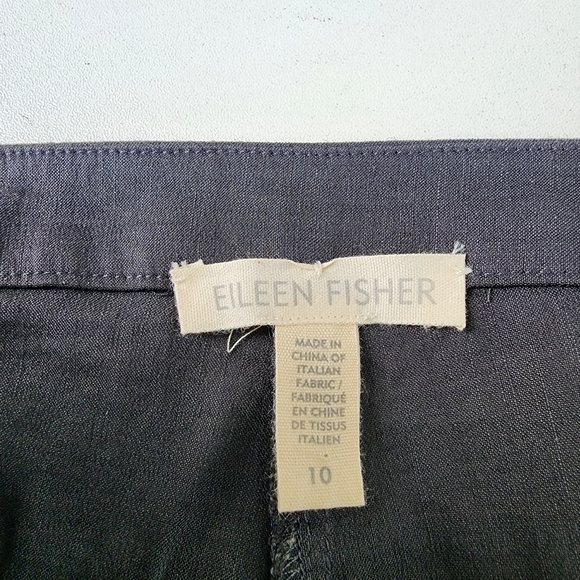 EILEEN FISHER
MADE IN
CHINA OF
ITALIAN
FABRIC /
FABRIQUÉ
EN CHINE
DE TISSUS
ITALIEN
10